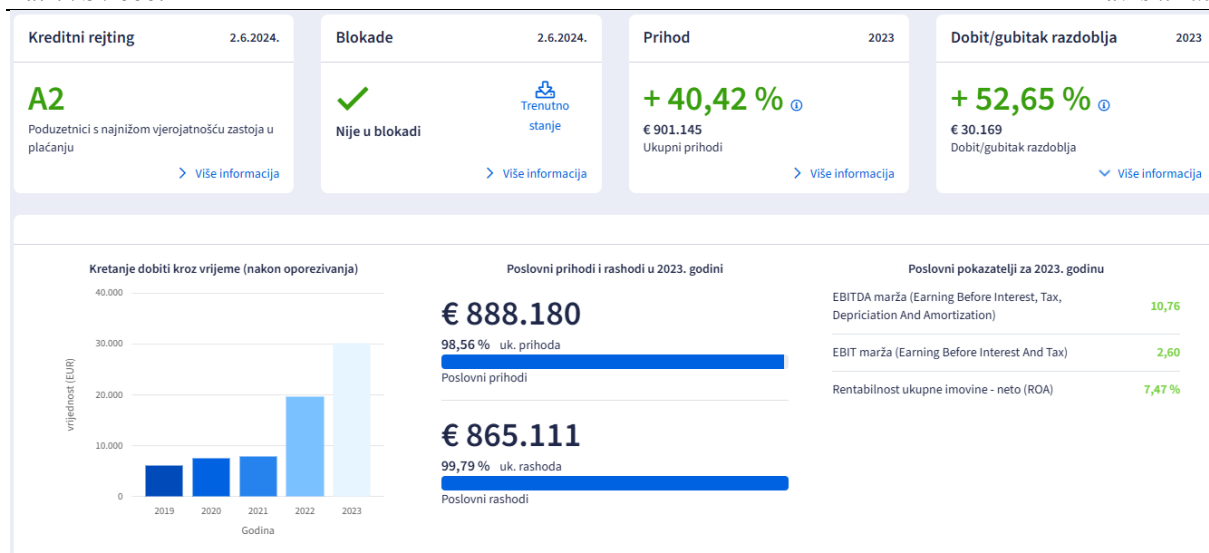 Kreditni rejting 2.6.2024.
A2
Poduzetnici s najnižom vjerojatnošću zastoja u
plaćanju
Više informacija
Blokade 2.6.2024.
Nije u blokadi
Trenutno
stanje
Više informacija
Prihod 2023
+ 40,42 %
€ 901.145
Ukupni prihodi
Više informacija
Dobit/gubitak razdoblja 2023
+ 52,65 %
€ 30.169
Dobit/gubitak razdoblja
Više informacija
Kretanje dobiti kroz vrijeme (nakon oporezivanja)
40.000
30.000
20.000
10.000
0
vrijednost (EUR)
2019 2020 2021 2022 2023
Godina
Poslovni prihodi i rashodi u 2023. godini
€ 888.180
98,56 % uk. prihoda
Poslovni prihodi
€ 865.111
99,79 % uk. rashoda
Poslovni rashodi
Poslovni pokazatelji za 2023. godinu
EBITDA marža (Earning Before Interest, Tax,
Depriciation And Amortization) 10,76
EBIT marža (Earning Before Interest And Tax) 2,60
Rentabilnost ukupne imovine - neto (ROA) 7,47 %